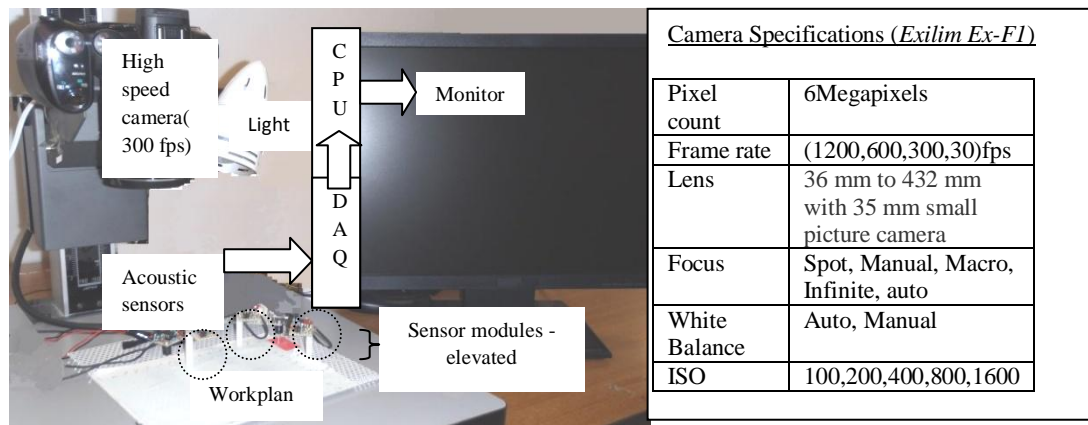 High
speed
camera(
300 fps)
Light
C
P
U
Monitor
D
A
Q
Acoustic
sensors
Sensor modules -
elevated
Workplan
Camera Specifications (Exilim Ex-F1)
Pixel
count
6Megapixels
Frame rate
(1200,600,300,30)fps
Lens
36 mm to 432 mm
with 35 mm small
picture camera
Focus
Spot, Manual, Macro,
Infinite, auto
White
Balance
Auto, Manual
ISO
100,200,400,800,1600